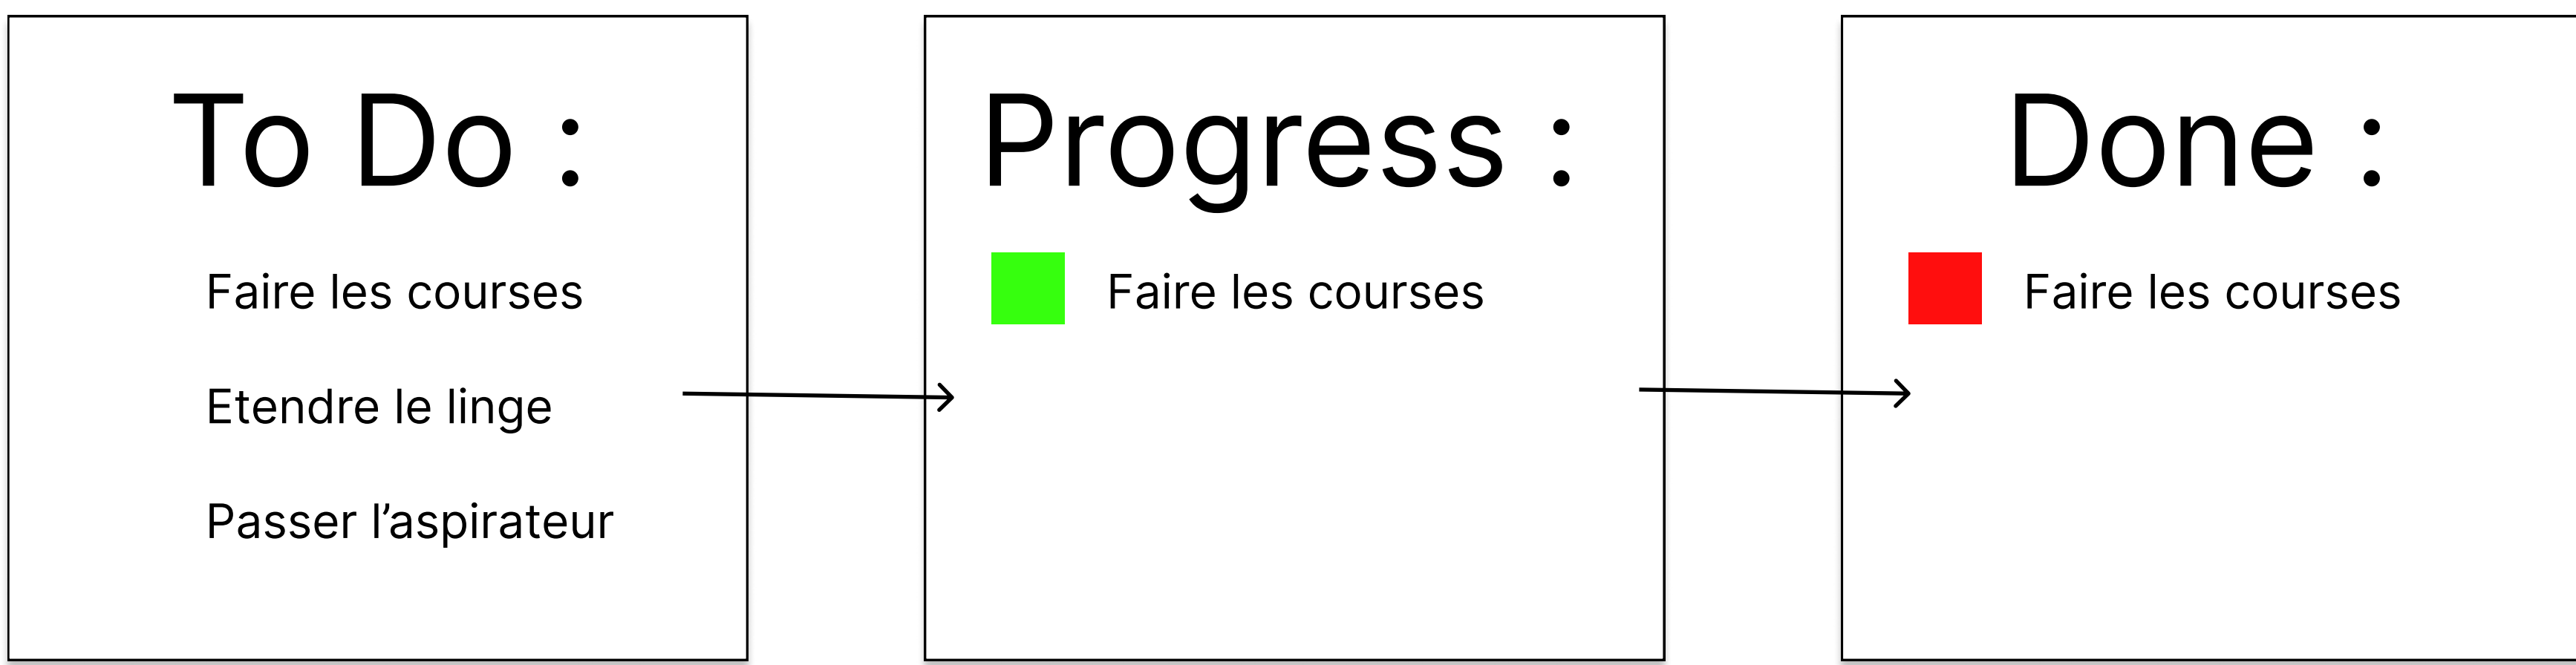 To Do :
Faire les courses
Etendre le linge
Passer l’aspirateur
Progress :
Faire les courses
Done :
Faire les courses